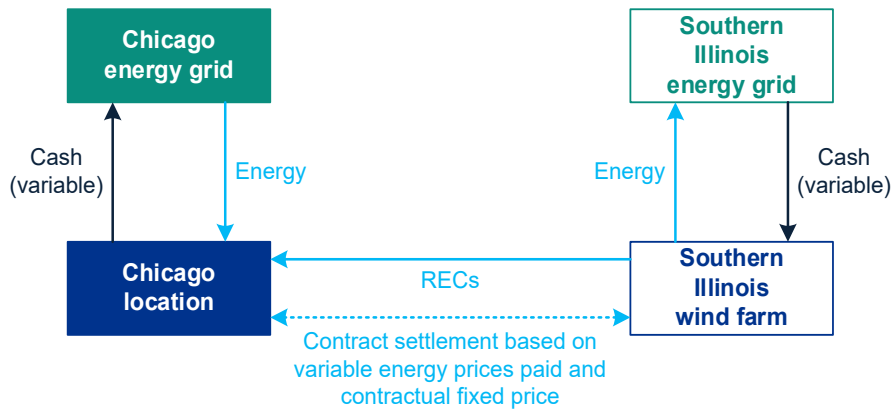 Chicago
energy grid
Southern
Illinois
energy grid
Cash
(variable)
Energy
Energy
Cash
(variable)
Chicago
location
RECs
Southern
Illinois
wind farm
Contract settlement based on
variable energy prices paid and
contractual fixed price